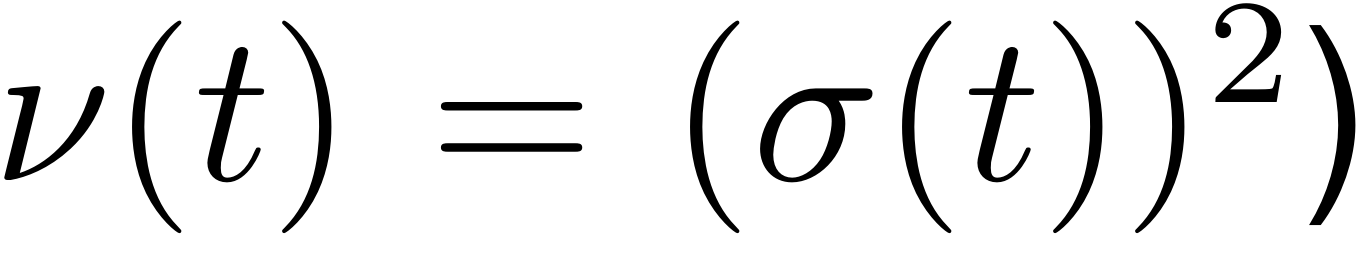 ν(t) = (σ(t))²)